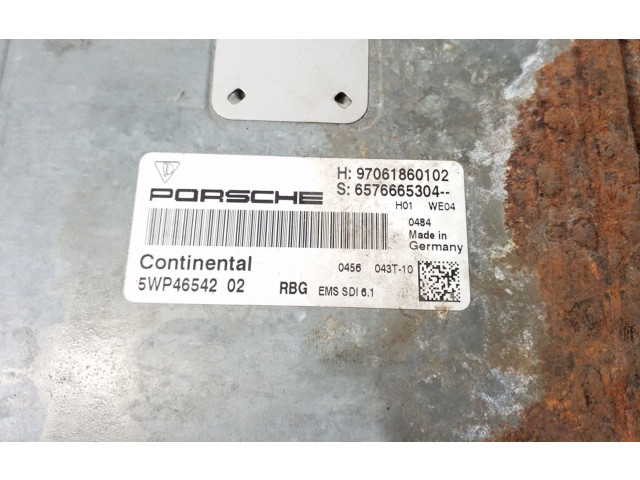 H: 97061860102
PORSCHE
S: 6576665304--
H01 WE04
0484
Made in
Germany
Continental
0456 043T-10
5WP46542 02 RBG EMS SDI 6.1